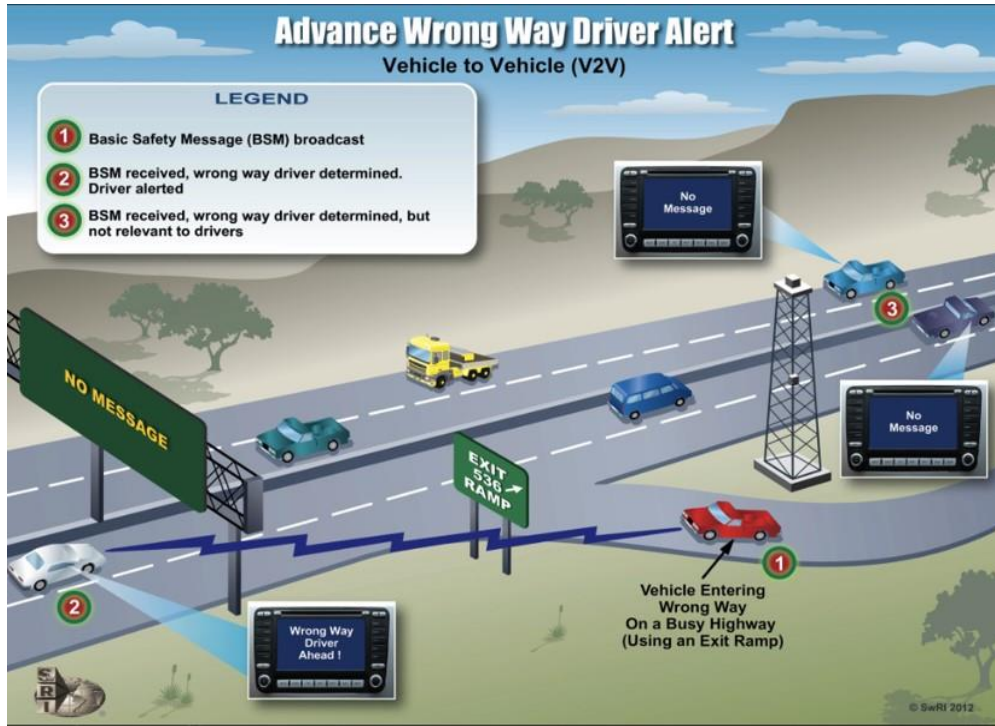 Advance Wrong Way Driver Alert
Vehicle to Vehicle (V2V)
LEGEND
1 Basic Safety Message (BSM) broadcast
2 BSM received, wrong way driver determined.
Driver alerted
3 BSM received, wrong way driver determined, but
not relevant to drivers
No
Message
3
No
Message
NO MESSAGE
EXIT
536
RAMP
1
Vehicle Entering
Wrong Way
On a Busy Highway
(Using an Exit Ramp)
2
Wrong Way
Driver
Ahead !
SRI
© SwRI 2012